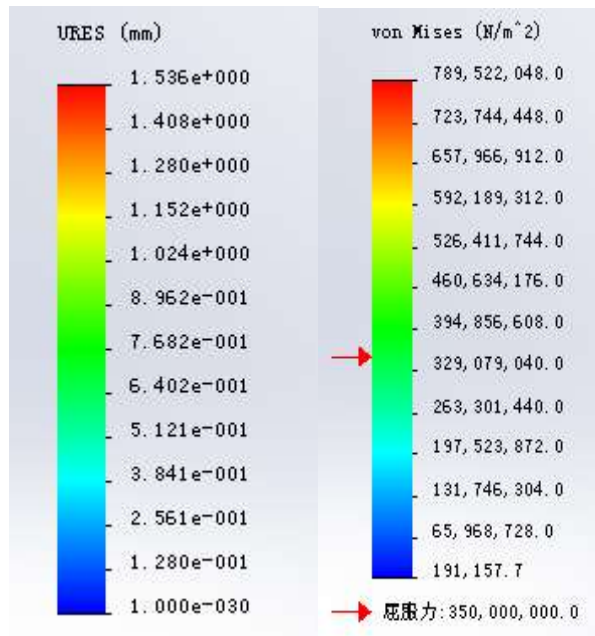 URES (mm)
1.536e+000
1.408e+000
1.280e+000
1.152e+000
1.024e+000
8.962e-001
7.682e-001
6.402e-001
5.121e-001
3.841e-001
2.561e-001
1.280e-001
1.000e-030
von Mises (N/m^2)
789,522,048.0
723,744,448.0
657,966,912.0
592,189,312.0
526,411,744.0
460,634,176.0
394,856,608.0
329,079,040.0
263,301,440.0
197,523,872.0
131,746,304.0
65,968,728.0
191,157.7
屈服力:350,000,000.0